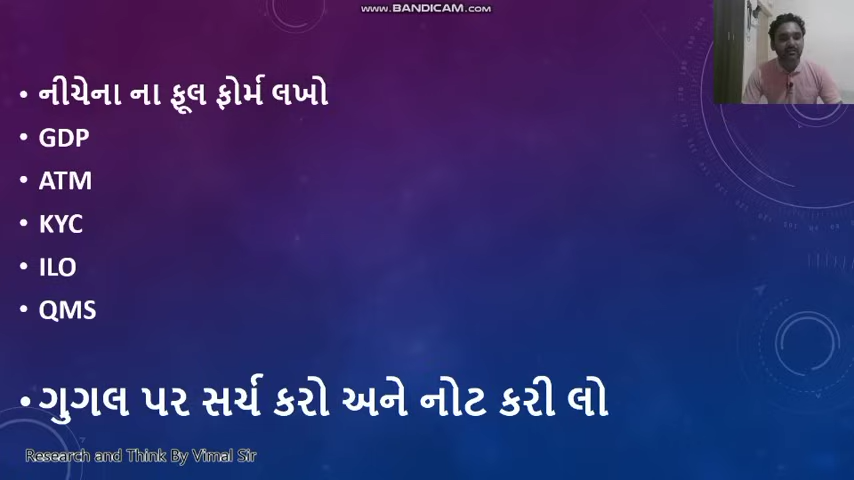 www.BANDICAM.com
• નીચેના ના ફૂલ ફોર્મ લખો
• GDP
• ATM
• KYC
• ILO
• QMS
• ગુગલ પર સર્ચ કરો અને નોટ કરી લો
Research and Think By Vimal Sir